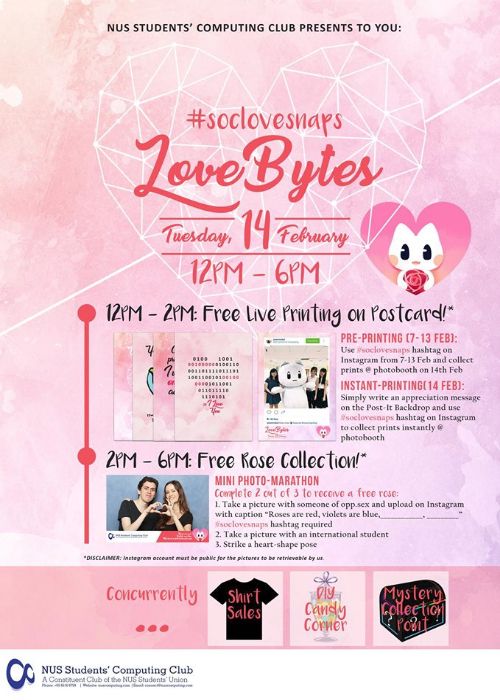 NUS STUDENTS' COMPUTING CLUB PRESENTS TO YOU:
#soclovesnaps
LoveBytes
Tuesday, 14 February
12PM – 6PM
12PM – 2PM: Free Live Printing on Postcard!*
PRE-PRINTING (7-13 FEB):
Use #soclovesnaps hashtag on
Instagram from 7-13 Feb and collect
prints @ photobooth on 14th Feb
INSTANT-PRINTING(14 FEB):
Simply write an appreciation message
on the Post-It Backdrop and use
#soclovesnaps hashtag on Instagram
to collect prints instantly @
photobooth
LoveBytes
2PM – 6PM: Free Rose Collection!*
MINI PHOTO-MARATHON
Complete 2 out of 3 to receive a free rose:
1. Take a picture with someone of opp.sex and upload on Instagram
with caption "Roses are red, violets are blue,__________, _______"
#soclovesnaps hashtag required
2. Take a picture with an international student
3. Strike a heart-shape pose
*DISCLAIMER: Instagram account must be public for the pictures to be retrievable by us.
Concurrently
...
Shirt
Sales
DIY
Candy
Corner
Mystery
Collection
Point
NUS Students' Computing Club
A Constituent Club of the NUS Students' Union.